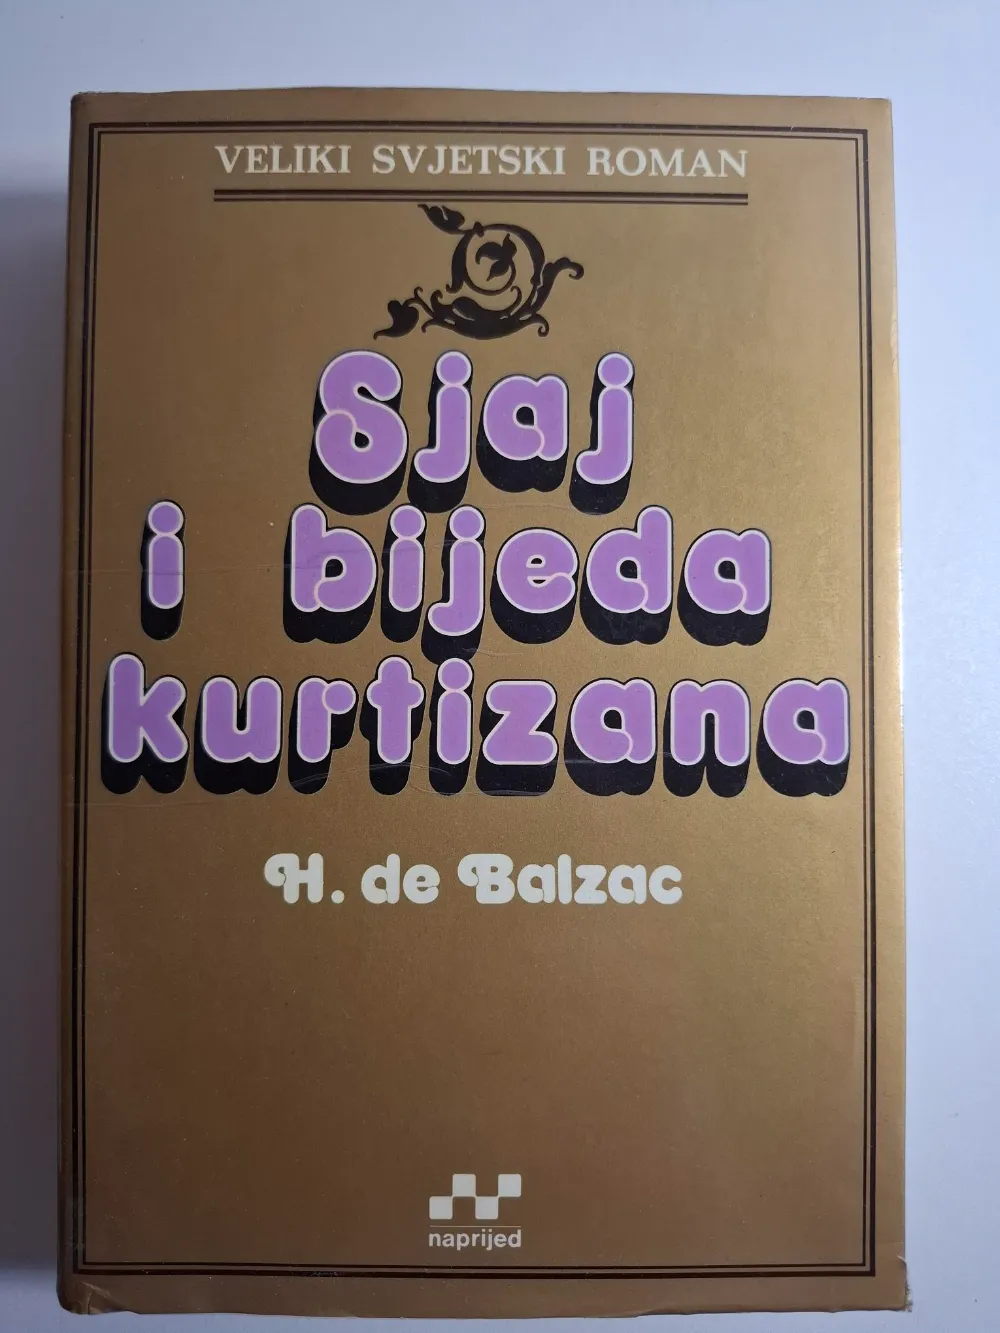 VELIKI SVJETSKI ROMAN
Sjaj
i bijeda
kurtizana
H. de Balzac
naprijed